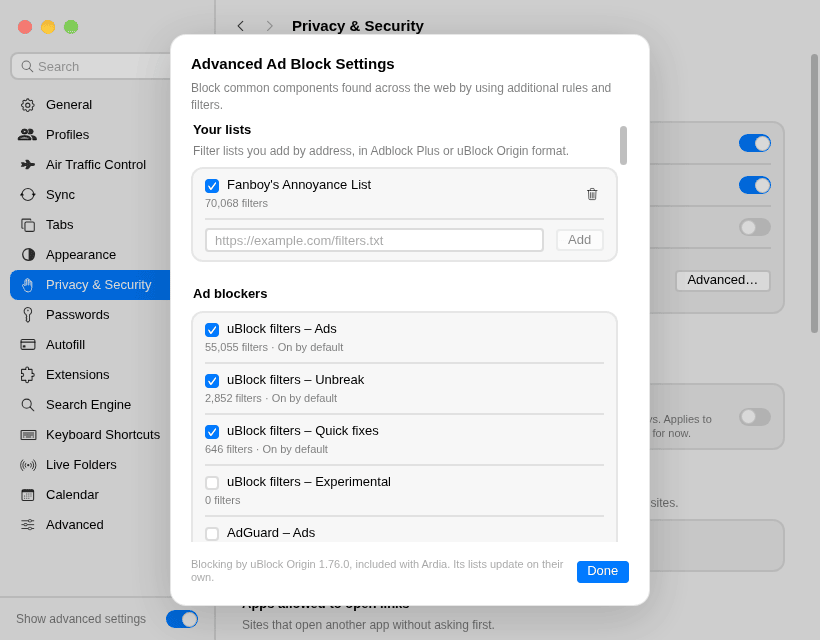 Privacy & Security
Search
General
Profiles
Air Traffic Control
Sync
Tabs
Appearance
Privacy & Security
Passwords
Autofill
Extensions
Search Engine
Keyboard Shortcuts
Live Folders
Calendar
Advanced
Show advanced settings
Advanced Ad Block Settings
Block common components found across the web by using additional rules and
filters.
Your lists
Filter lists you add by address, in Adblock Plus or uBlock Origin format.
Fanboy's Annoyance List
70,068 filters
https://example.com/filters.txt
Add
Ad blockers
uBlock filters – Ads
55,055 filters · On by default
uBlock filters – Unbreak
2,852 filters · On by default
uBlock filters – Quick fixes
646 filters · On by default
uBlock filters – Experimental
0 filters
AdGuard – Ads
Blocking by uBlock Origin 1.76.0, included with Ardia. Its lists update on their
own.
Done
Advanced…
Applies to
for now.
sites.
Apps allowed to open links
Sites that open another app without asking first.